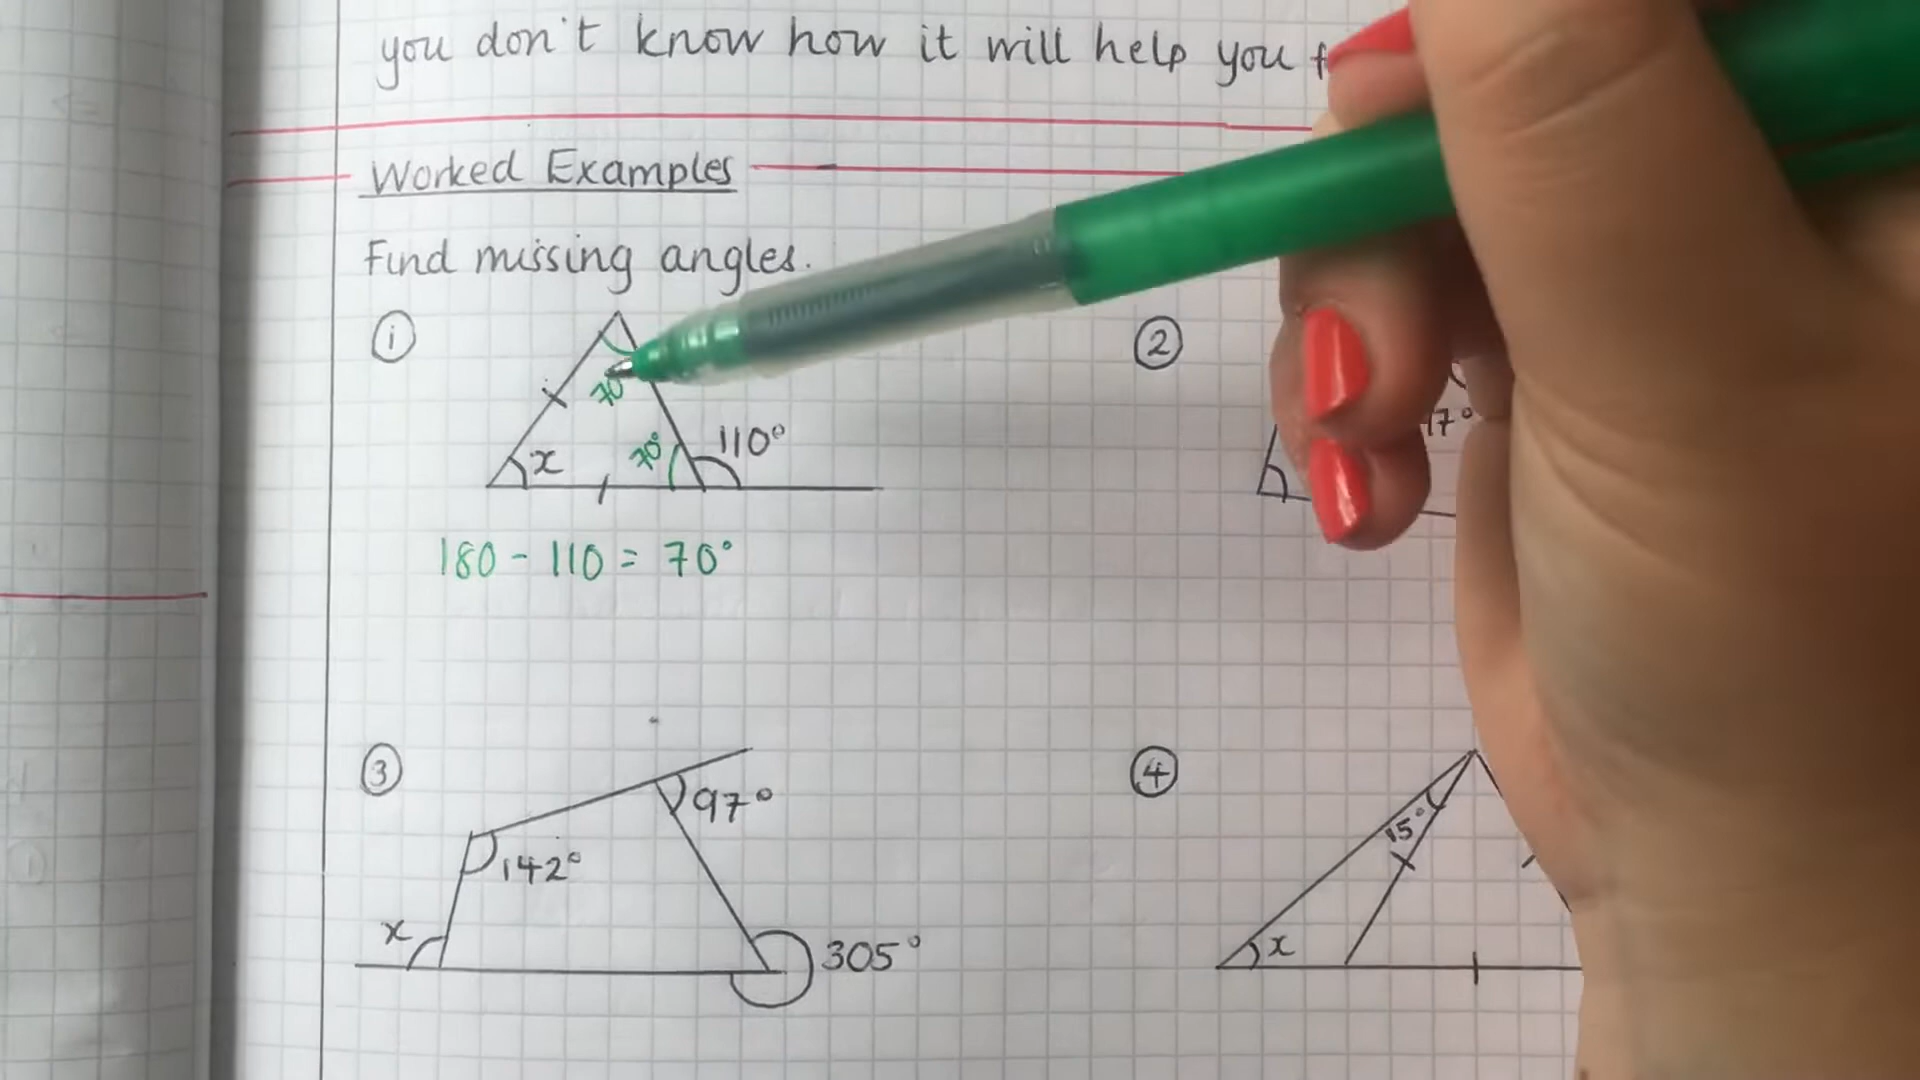 you don't know how it will help you
Worked Examples
Find missing angles.
1
70
x
70°
110°
180 - 110 = 70°
2
17°
3
97°
142°
x
305°
4
15°
x